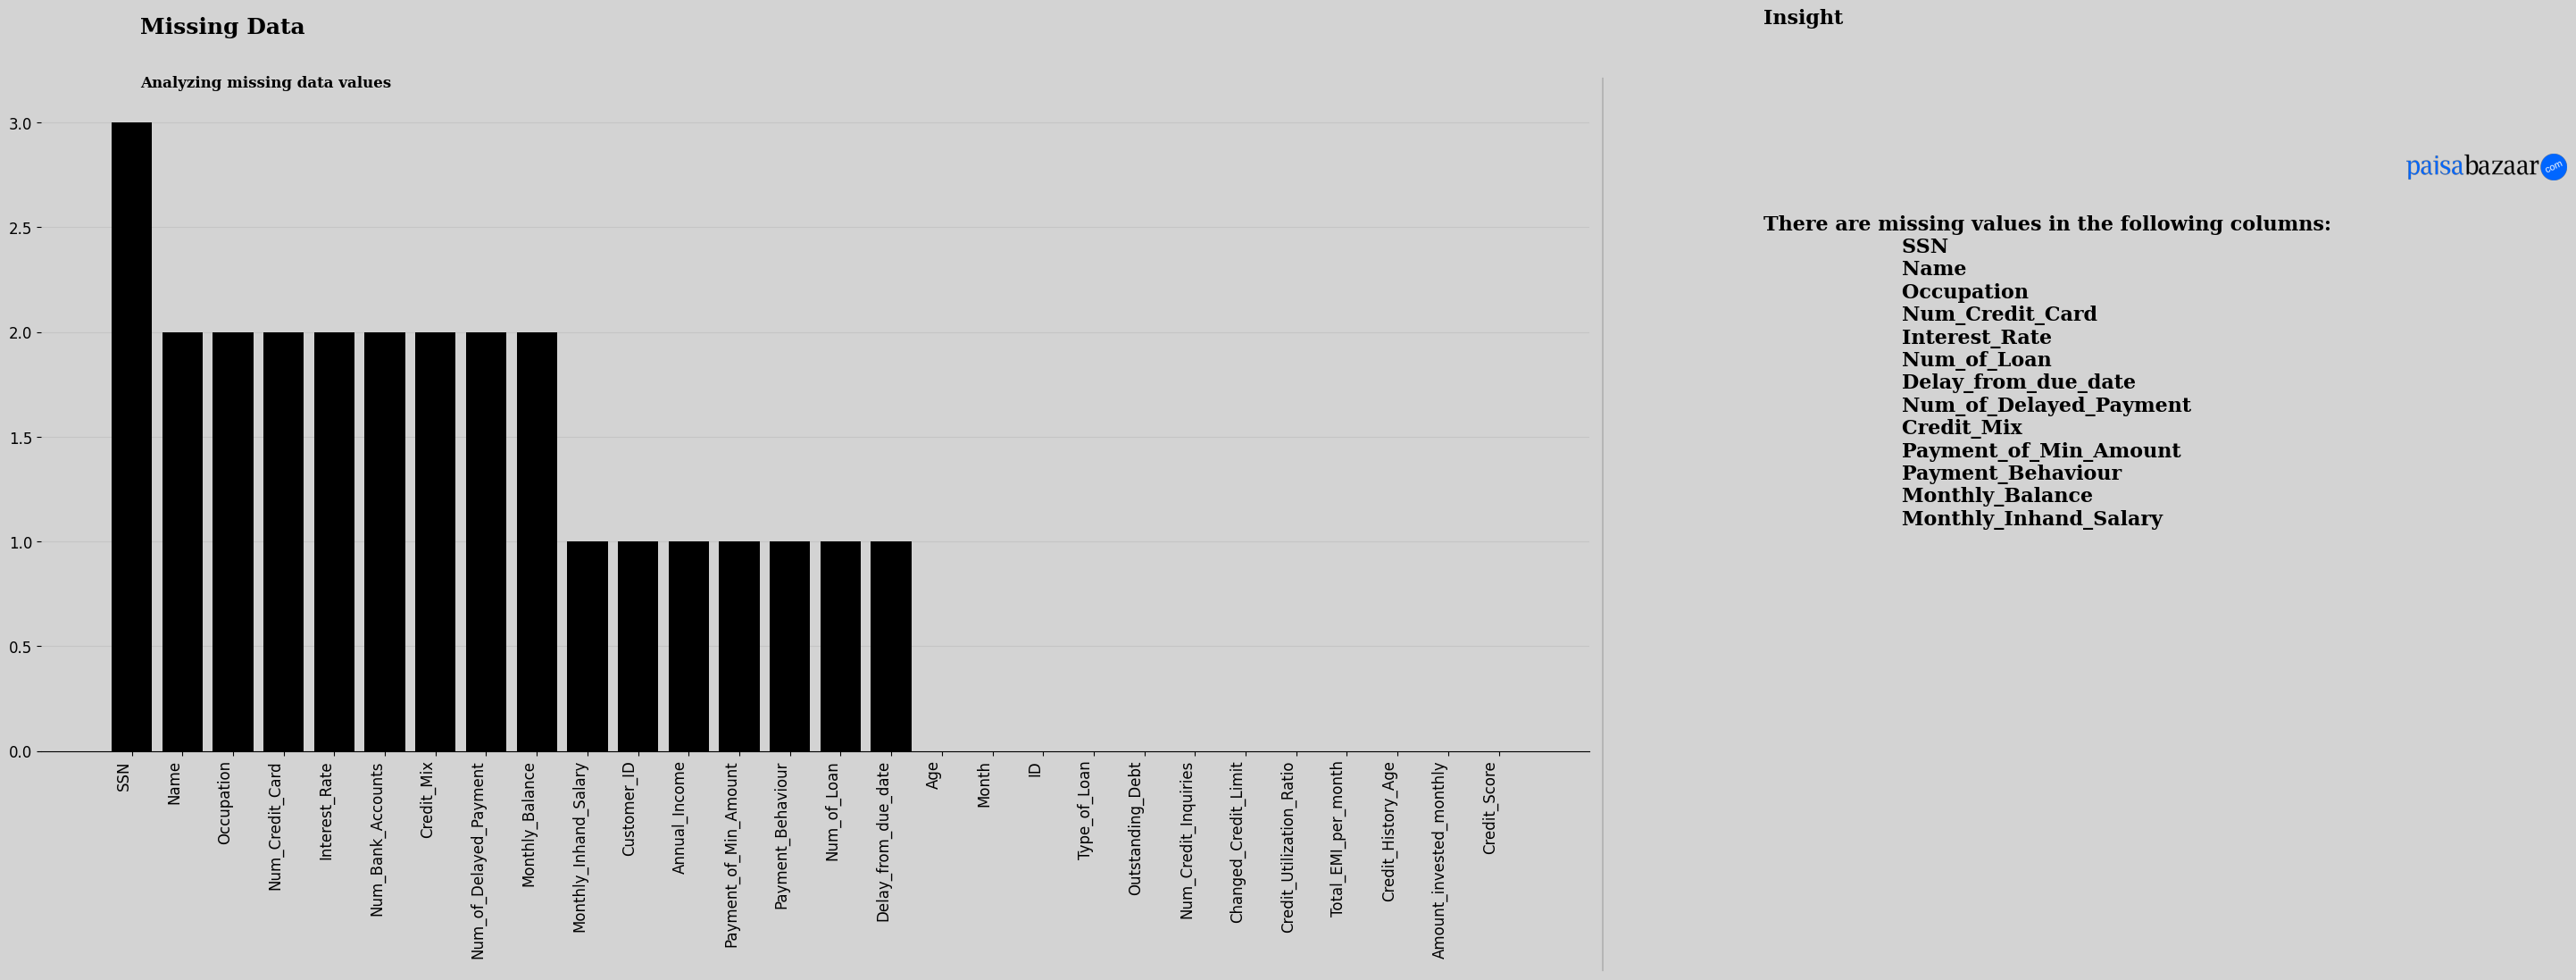 Missing Data
Analyzing missing data values
3.0
2.5
2.0
1.5
1.0
0.5
0.0
SSN
Name
Occupation
Num_Credit_Card
Interest_Rate
Num_Bank_Accounts
Credit_Mix
Num_of_Delayed_Payment
Monthly_Balance
Monthly_Inhand_Salary
Customer_ID
Annual_Income
Payment_of_Min_Amount
Payment_Behaviour
Num_of_Loan
Delay_from_due_date
Age
Month
ID
Type_of_Loan
Outstanding_Debt
Num_Credit_Inquiries
Changed_Credit_Limit
Credit_Utilization_Ratio
Total_EMI_per_month
Credit_History_Age
Amount_invested_monthly
Credit_Score
Insight
paisabazaar com
There are missing values in the following columns:
SSN
Name
Occupation
Num_Credit_Card
Interest_Rate
Num_of_Loan
Delay_from_due_date
Num_of_Delayed_Payment
Credit_Mix
Payment_of_Min_Amount
Payment_Behaviour
Monthly_Balance
Monthly_Inhand_Salary